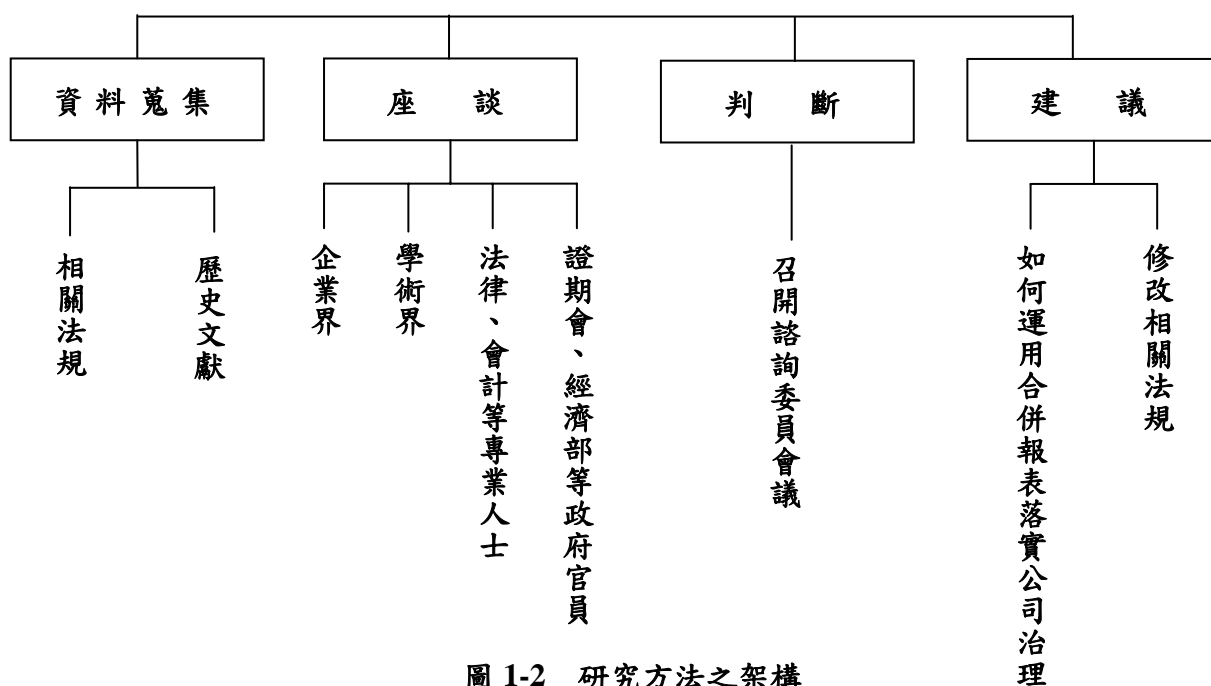 資料蒐集
座談
判斷
建議
相關法規
歷史文獻
企業界
學術界
法律、會計等專業人士
證期會、經濟部等政府官員
召開諮詢委員會議
如何運用合併報表落實公司治理
修改相關法規
圖 1-2 研究方法之架構